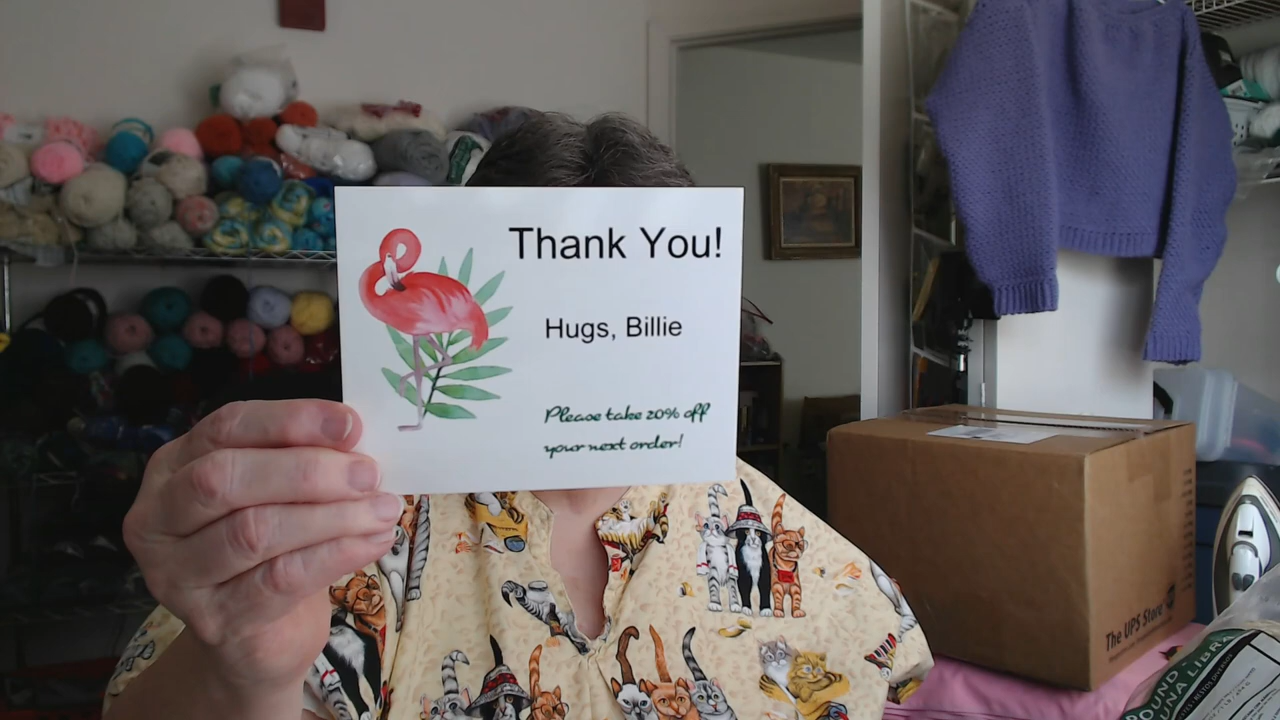 Thank You!
Hugs, Billie
Please take 20% off
your next order!
The UPS Store